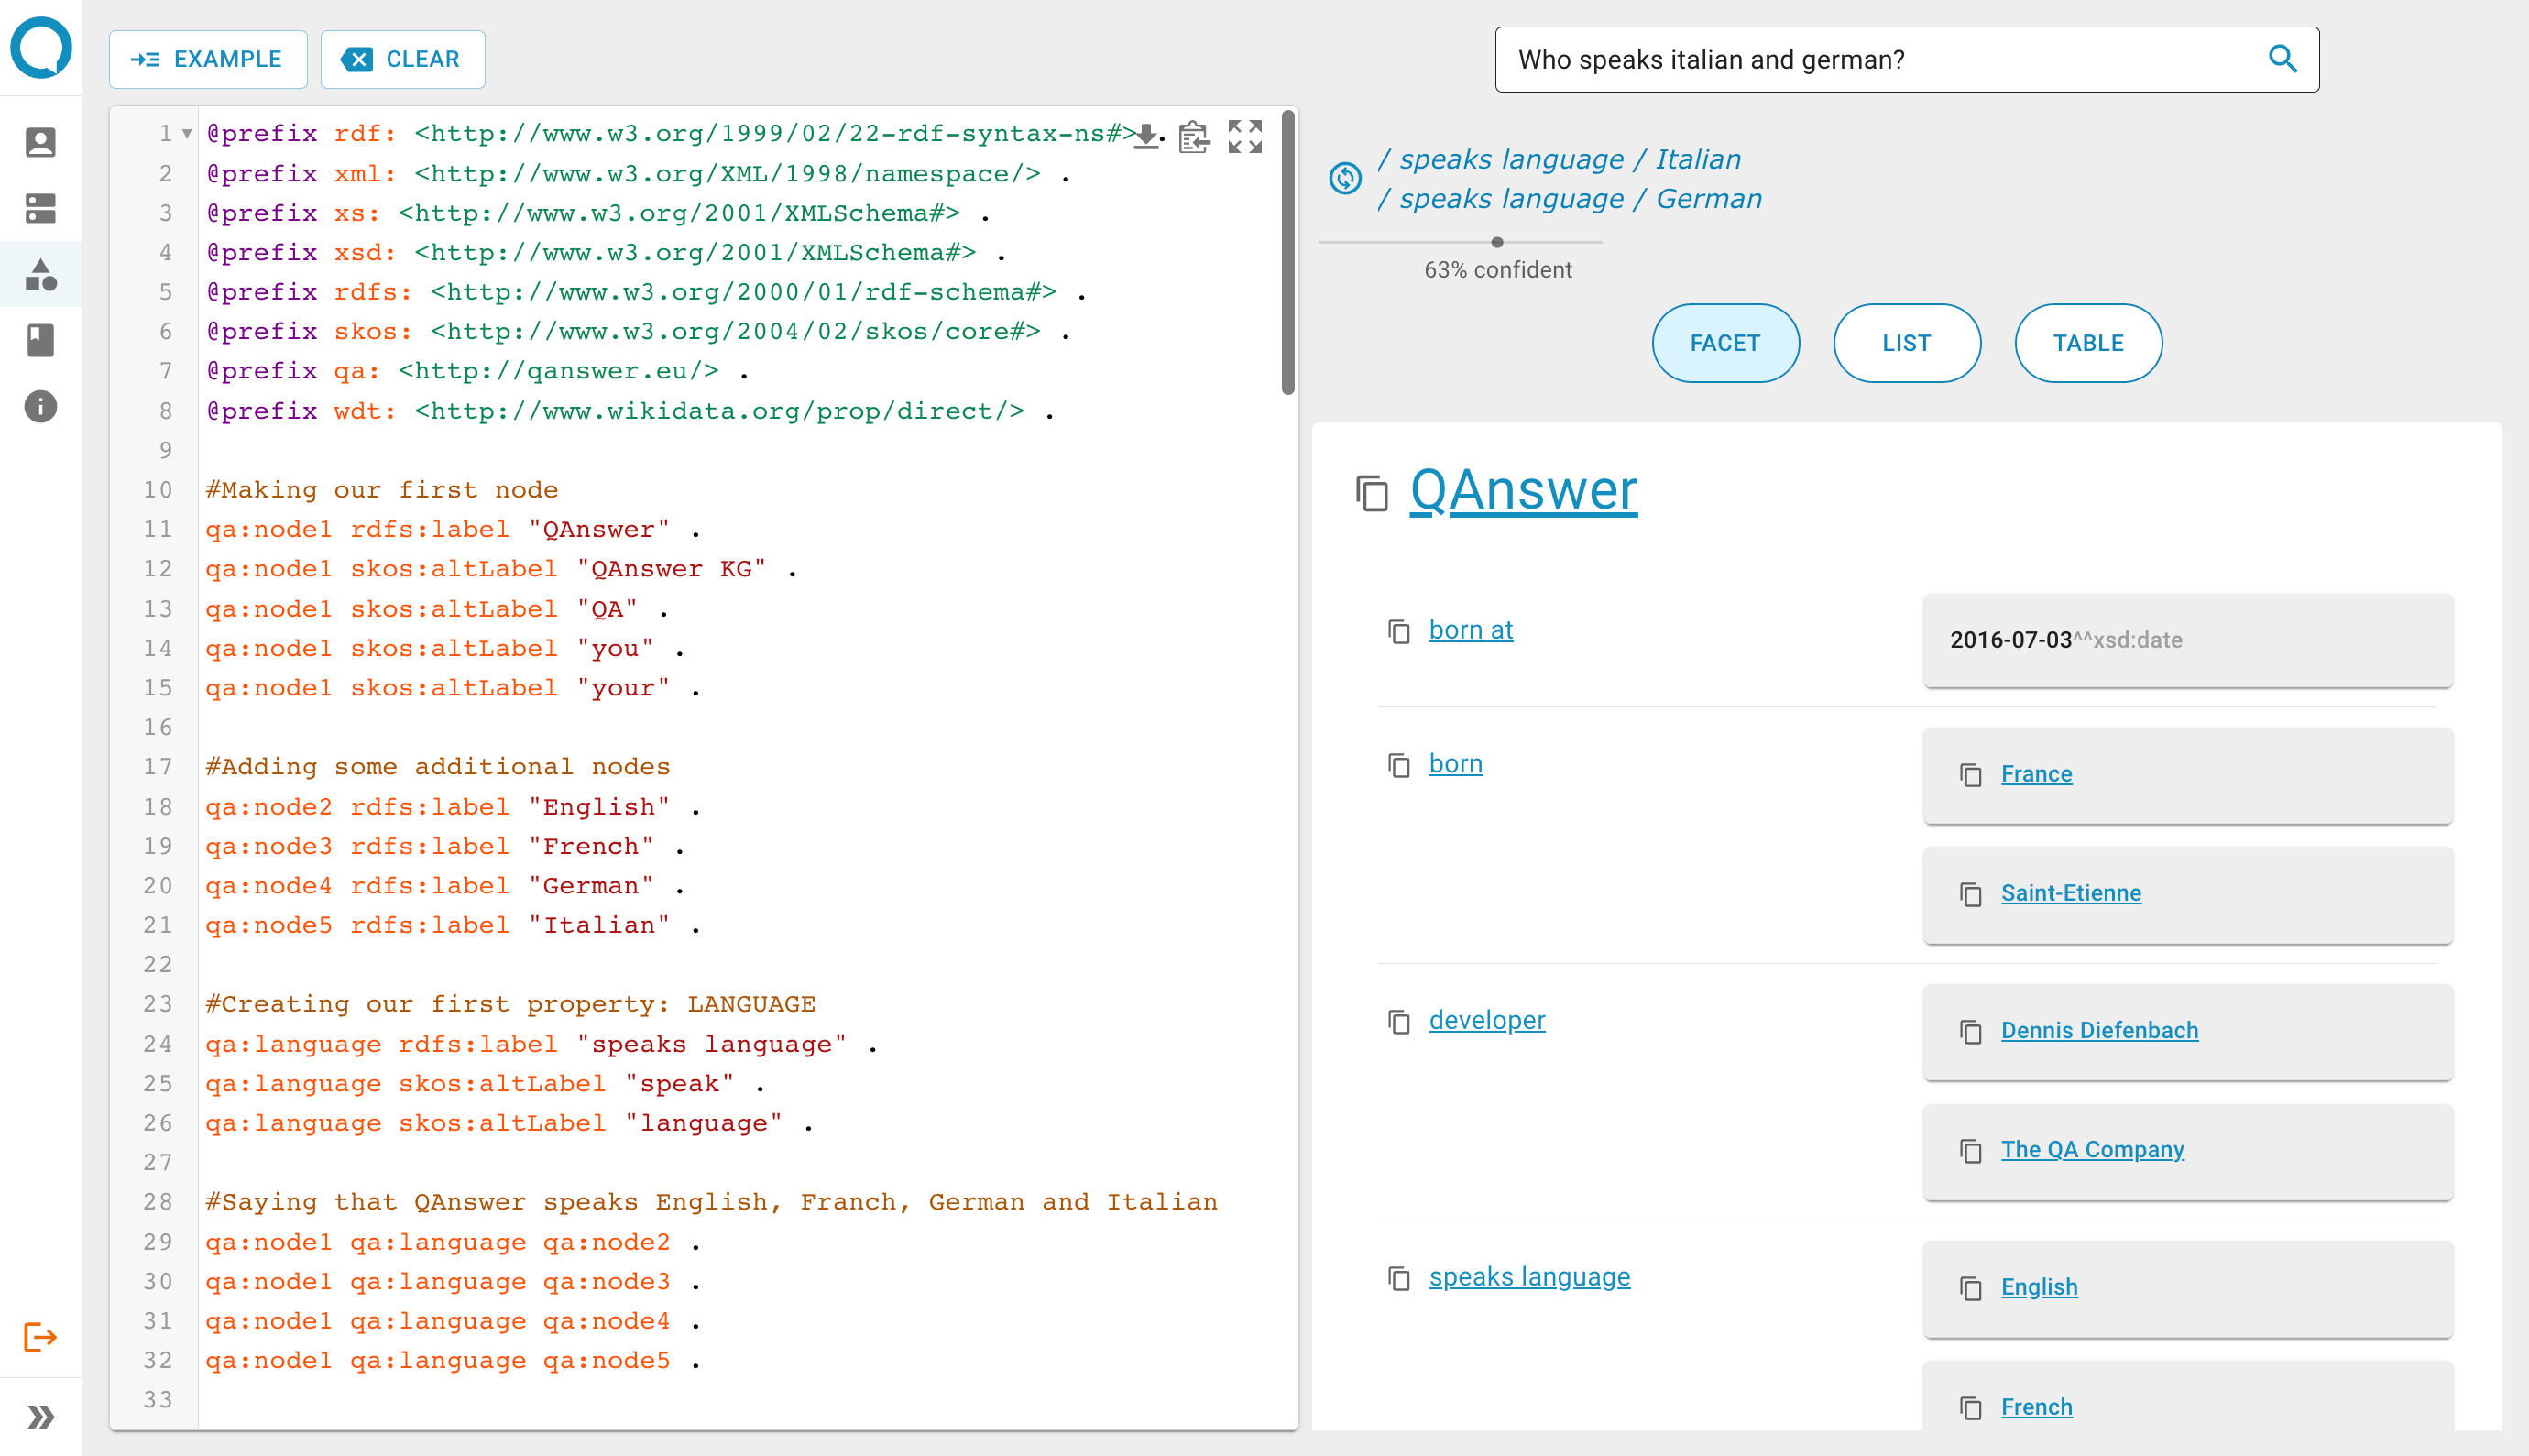 EXAMPLE
CLEAR
1 @prefix rdf: <http://www.w3.org/1999/02/22-rdf-syntax-ns#> .
2 @prefix xml: <http://www.w3.org/XML/1998/namespace/> .
3 @prefix xs: <http://www.w3.org/2001/XMLSchema#> .
4 @prefix xsd: <http://www.w3.org/2001/XMLSchema#> .
5 @prefix rdfs: <http://www.w3.org/2000/01/rdf-schema#> .
6 @prefix skos: <http://www.w3.org/2004/02/skos/core#> .
7 @prefix qa: <http://qanswer.eu/> .
8 @prefix wdt: <http://www.wikidata.org/prop/direct/> .
9
10 #Making our first node
11 qa:node1 rdfs:label "QAnswer" .
12 qa:node1 skos:altLabel "QAnswer KG" .
13 qa:node1 skos:altLabel "QA" .
14 qa:node1 skos:altLabel "you" .
15 qa:node1 skos:altLabel "your" .
16
17 #Adding some additional nodes
18 qa:node2 rdfs:label "English" .
19 qa:node3 rdfs:label "French" .
20 qa:node4 rdfs:label "German" .
21 qa:node5 rdfs:label "Italian" .
22
23 #Creating our first property: LANGUAGE
24 qa:language rdfs:label "speaks language" .
25 qa:language skos:altLabel "speak" .
26 qa:language skos:altLabel "language" .
27
28 #Saying that QAnswer speaks English, Franch, German and Italian
29 qa:node1 qa:language qa:node2 .
30 qa:node1 qa:language qa:node3 .
31 qa:node1 qa:language qa:node4 .
32 qa:node1 qa:language qa:node5 .
33
Who speaks italian and german?
/ speaks language / Italian
/ speaks language / German
63% confident
FACET
LIST
TABLE
QAnswer
born at
2016-07-03^^xsd:date
born
France
Saint-Etienne
developer
Dennis Diefenbach
The QA Company
speaks language
English
French